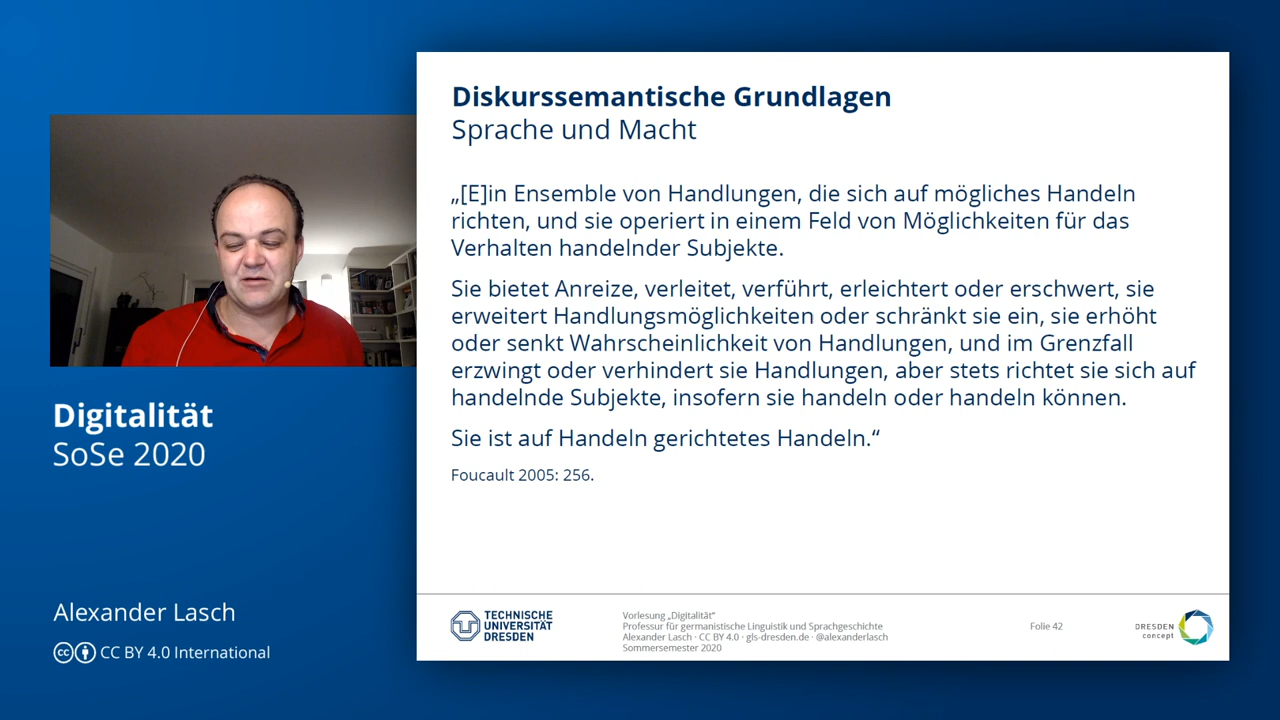 Diskurssemantische Grundlagen
Sprache und Macht
„[E]in Ensemble von Handlungen, die sich auf mögliches Handeln
richten, und sie operiert in einem Feld von Möglichkeiten für das
Verhalten handelnder Subjekte.
Sie bietet Anreize, verleitet, verführt, erleichtert oder erschwert, sie
erweitert Handlungsmöglichkeiten oder schränkt sie ein, sie erhöht
oder senkt Wahrscheinlichkeit von Handlungen, und im Grenzfall
erzwingt oder verhindert sie Handlungen, aber stets richtet sie sich auf
handelnde Subjekte, insofern sie handeln oder handeln können.
Sie ist auf Handeln gerichtetes Handeln.“
Foucault 2005: 256.
Digitalität
SoSe 2020
Alexander Lasch
CC BY 4.0 International
TECHNISCHE
UNIVERSITÄT
DRESDEN
Vorlesung „Digitalität“
Professur für germanistische Linguistik und Sprachgeschichte
Alexander Lasch · CC BY 4.0 · gls-dresden.de · @alexanderlasch
Sommersemester 2020
Folie 42
DRESDEN
concept